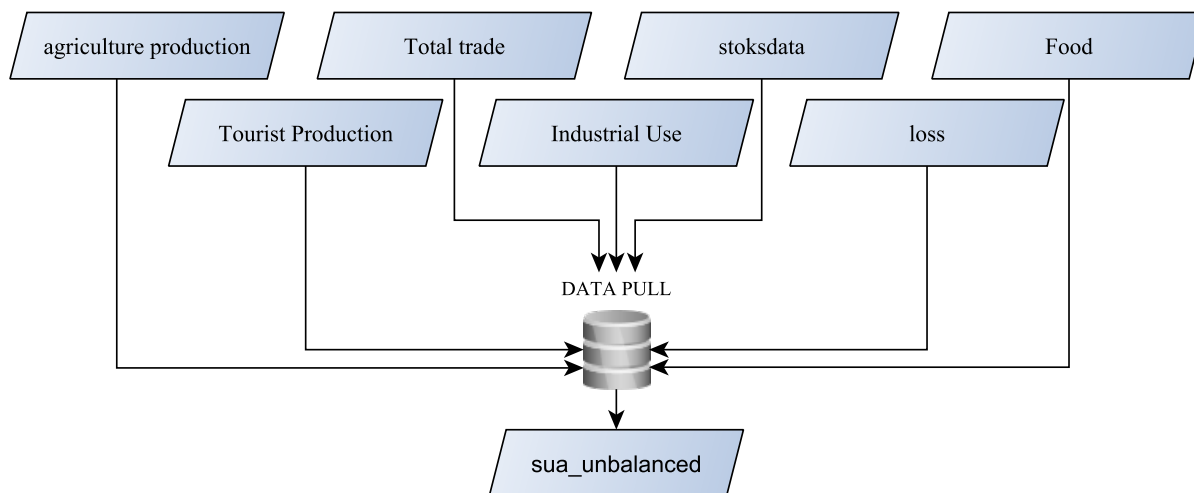 agriculture production
Total trade
stoksdata
Food
Tourist Production
Industrial Use
loss
DATA PULL
sua_unbalanced